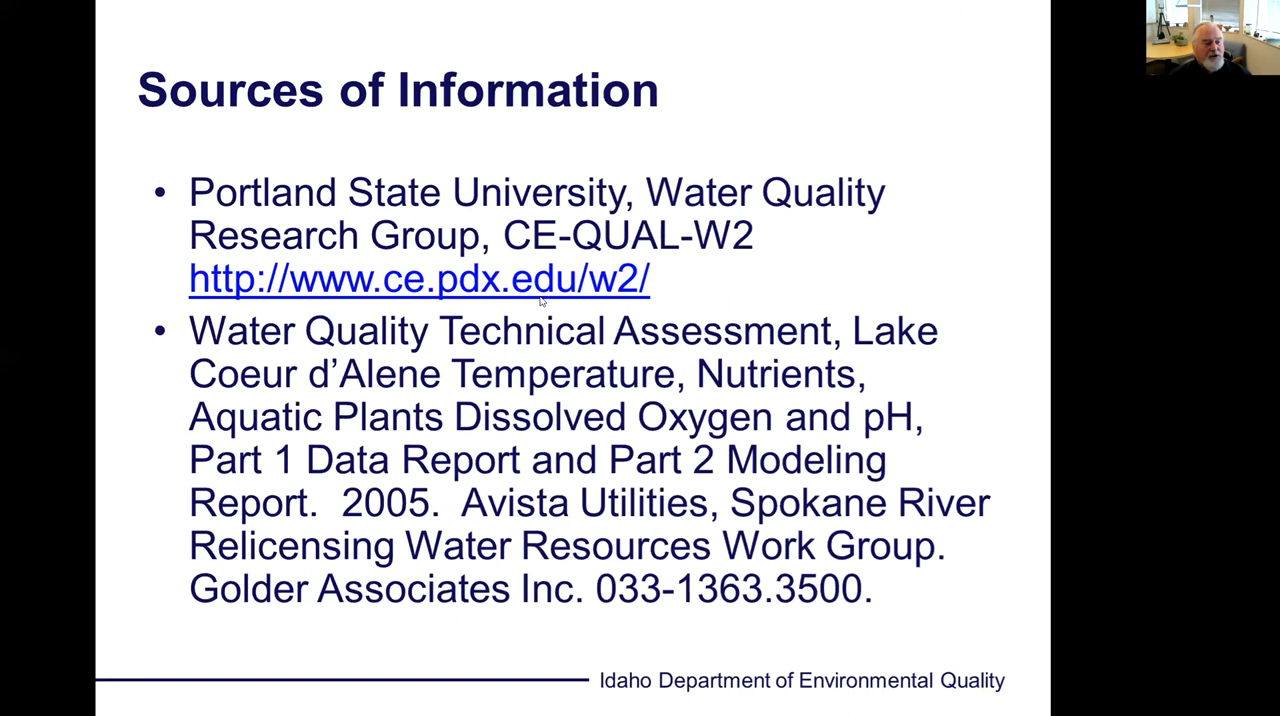 Sources of Information
• Portland State University, Water Quality
Research Group, CE-QUAL-W2
http://www.ce.pdx.edu/w2/
• Water Quality Technical Assessment, Lake
Coeur d’Alene Temperature, Nutrients,
Aquatic Plants Dissolved Oxygen and pH,
Part 1 Data Report and Part 2 Modeling
Report.  2005.  Avista Utilities, Spokane River
Relicensing Water Resources Work Group.
Golder Associates Inc. 033-1363.3500.
Idaho Department of Environmental Quality